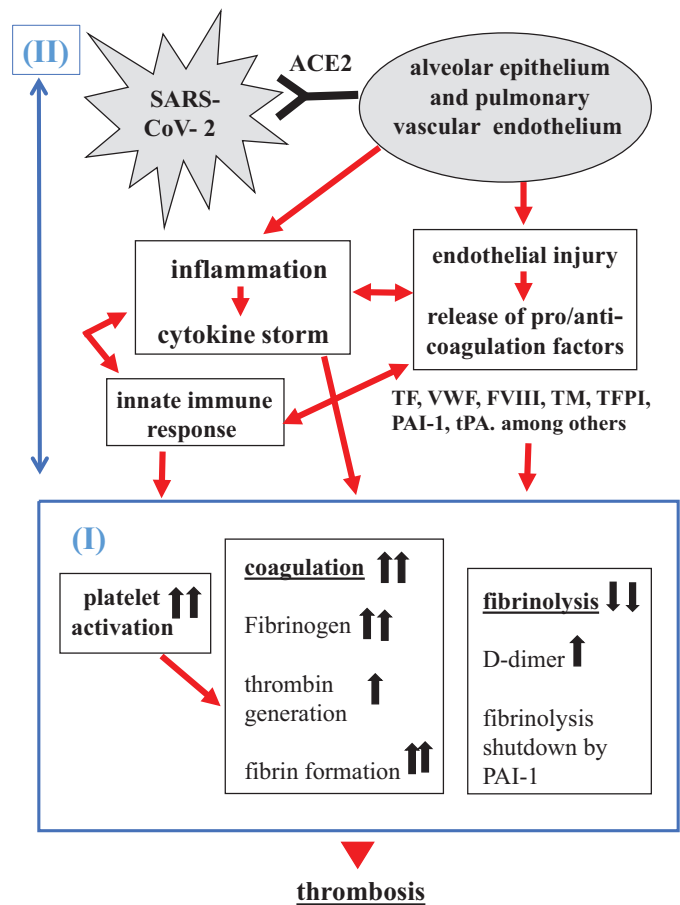 (II)
ACE2
SARS-
CoV- 2
alveolar epithelium
and pulmonary
vascular endothelium
inflammation
cytokine storm
endothelial injury
release of pro/anti-
coagulation factors
innate immune
response
TF, VWF, FVIII, TM, TFPI,
PAI-1, tPA. among others
(I)
platelet
activation
coagulation
Fibrinogen
thrombin
generation
fibrin formation
fibrinolysis
D-dimer
fibrinolysis
shutdown by
PAI-1
thrombosis